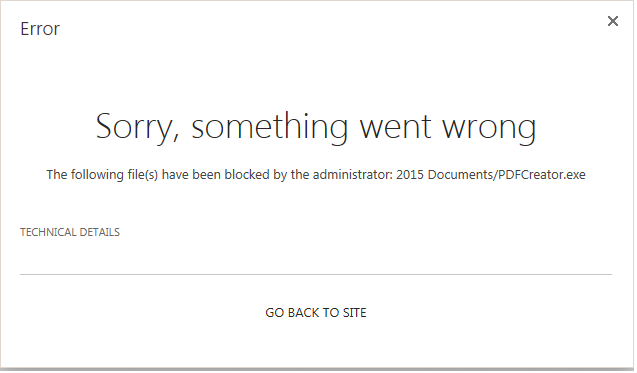 Error
Sorry, something went wrong
The following file(s) have been blocked by the administrator: 2015 Documents/PDFCreator.exe
TECHNICAL DETAILS
GO BACK TO SITE